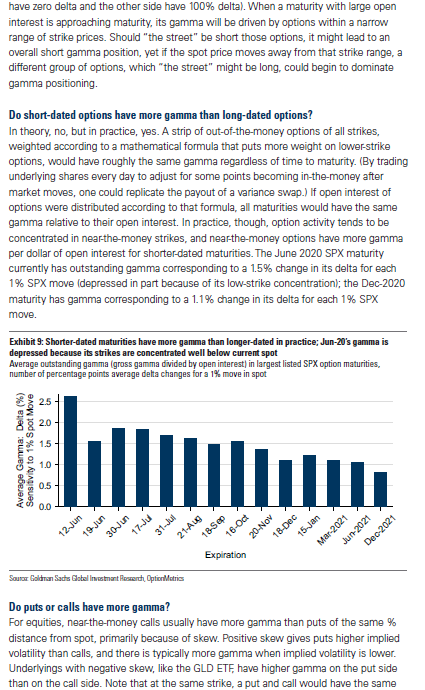 have zero delta and the other side have 100% delta). When a maturity with large open
interest is approaching maturity, its gamma will be driven by options within a narrow
range of strike prices. Should “the street” be short those options, it might lead to an
overall short gamma position, yet if the spot price moves away from that strike range, a
different group of options, which “the street” might be long, could begin to dominate
gamma positioning.
Do short-dated options have more gamma than long-dated options?
In theory, no, but in practice, yes. A strip of out-of-the-money options of all strikes,
weighted according to a mathematical formula that puts more weight on lower-strike
options, would have roughly the same gamma regardless of time to maturity. (By trading
underlying shares every day to adjust for some points becoming in-the-money after
market moves, one could replicate the payout of a variance swap.) If open interest of
options were distributed according to that formula, all maturities would have the same
gamma relative to their open interest. In practice, though, option activity tends to be
concentrated in near-the-money strikes, and near-the-money options have more gamma
per dollar of open interest for shorter-dated maturities. The June 2020 SPX maturity
currently has outstanding gamma corresponding to a 1.5% change in its delta for each
1% SPX move (depressed in part because of its low-strike concentration); the Dec-2020
maturity has gamma corresponding to a 1.1% change in its delta for each 1% SPX
move.
Exhibit 9: Shorter-dated maturities have more gamma than longer-dated in practice; Jun-20's gamma is
depressed because its strikes are concentrated well below current spot
Average outstanding gamma (gross gamma divided by open interest) in largest listed SPX option maturities,
number of percentage points average delta changes for a 1% move in spot
Average Gamma: Delta (%)
Sensitivity to 1% Spot Move
2.5
2.0
1.5
1.0
0.5
0.0
12-Jun
19-Jun
30-Jun
17-Jul
31-Jul
21-Aug
18-Sep
16-Oct
20-Nov
18-Dec
15-Jan
Mar-2021
Jun-2021
Dec-2021
Expiration
Source: Goldman Sachs Global Investment Research, OptionMetrics
Do puts or calls have more gamma?
For equities, near-the-money calls usually have more gamma than puts of the same %
distance from spot, primarily because of skew. Positive skew gives puts higher implied
volatility than calls, and there is typically more gamma when implied volatility is lower.
Underlyings with negative skew, like the GLD ETF, have higher gamma on the put side
than on the call side. Note that at the same strike, a put and call would have the same